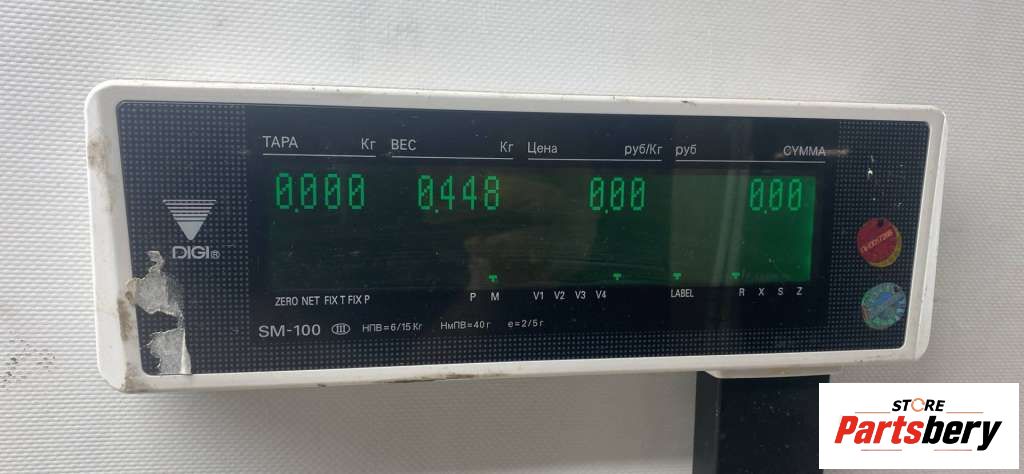 ТАРА Кг ВЕС Кг Цена руб/Кг руб СУММА
0.000 0.448 0.00 0.00
DIGI®
ZERO NET FIX T FIX P P M V1 V2 V3 V4 LABEL R X S Z
SM-100 III НПВ=6/15 Кг НмПВ=40 г e=2/5 г
STORE
Partsbery